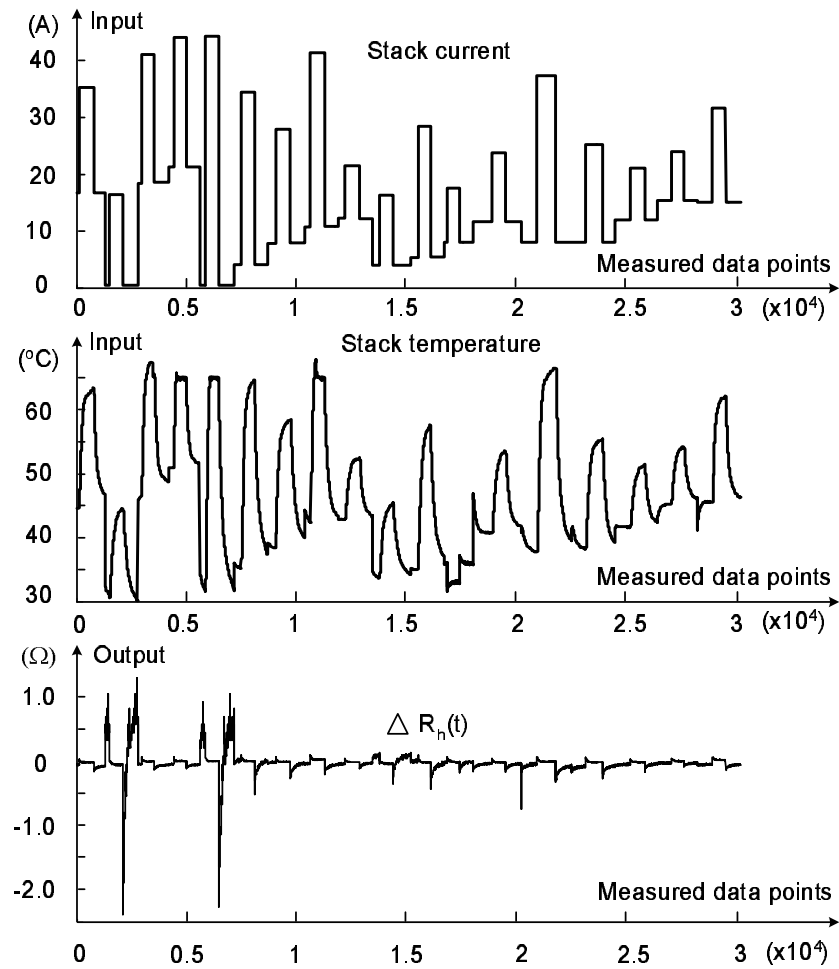 (A) Input
Stack current
40
30
20
10
0
Measured data points
0 0.5 1 1.5 2 2.5 3 (x10⁴)
(°C) Input
Stack temperature
60
50
40
30
Measured data points
0 0.5 1 1.5 2 2.5 3 (x10⁴)
(Ω) Output
1.0
△ Rₕ(t)
0
-1.0
-2.0
Measured data points
0 0.5 1 1.5 2 2.5 3 (x10⁴)